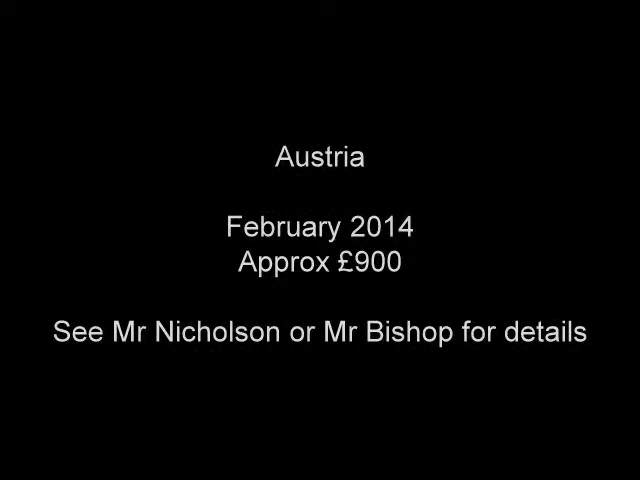 Austria
February 2014
Approx £900
See Mr Nicholson or Mr Bishop for details